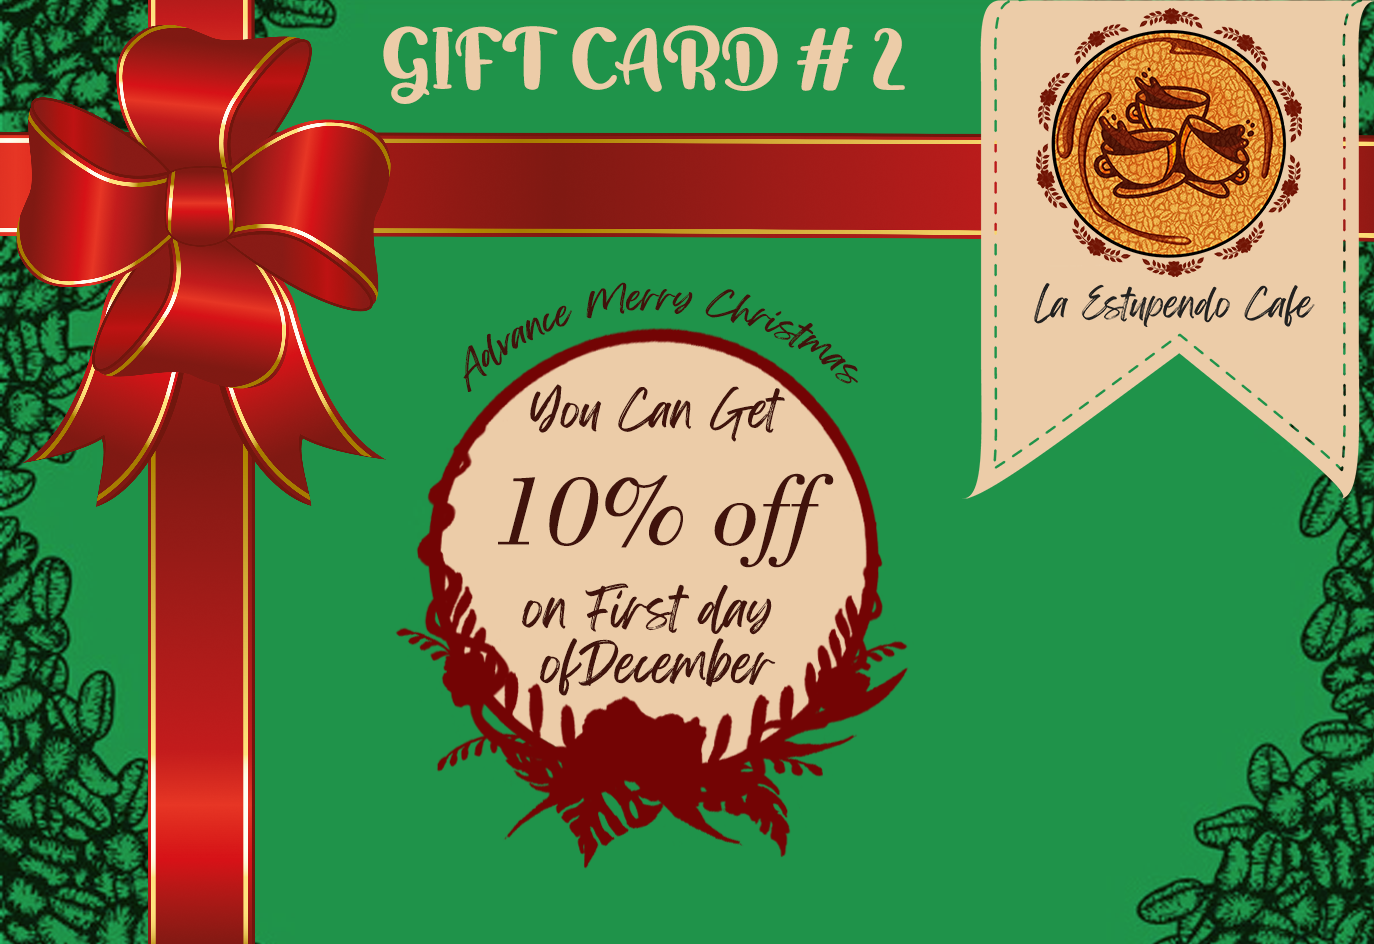 GIFT CARD # 2
La Estupendo Cafe
Advance Merry Christmas
You Can Get
10% off
on First day
ofDecember